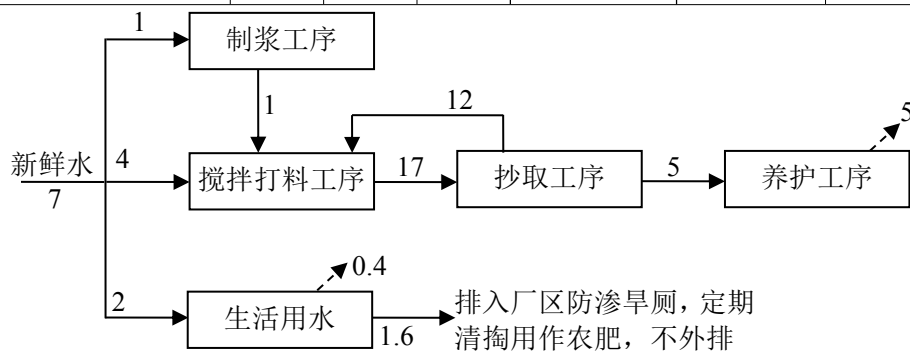 1
制浆工序
1
12
5
新鲜水
7
4
搅拌打料工序
17
抄取工序
5
养护工序
0.4
2
生活用水
1.6
排入厂区防渗旱厕，定期
清掏用作农肥，不外排